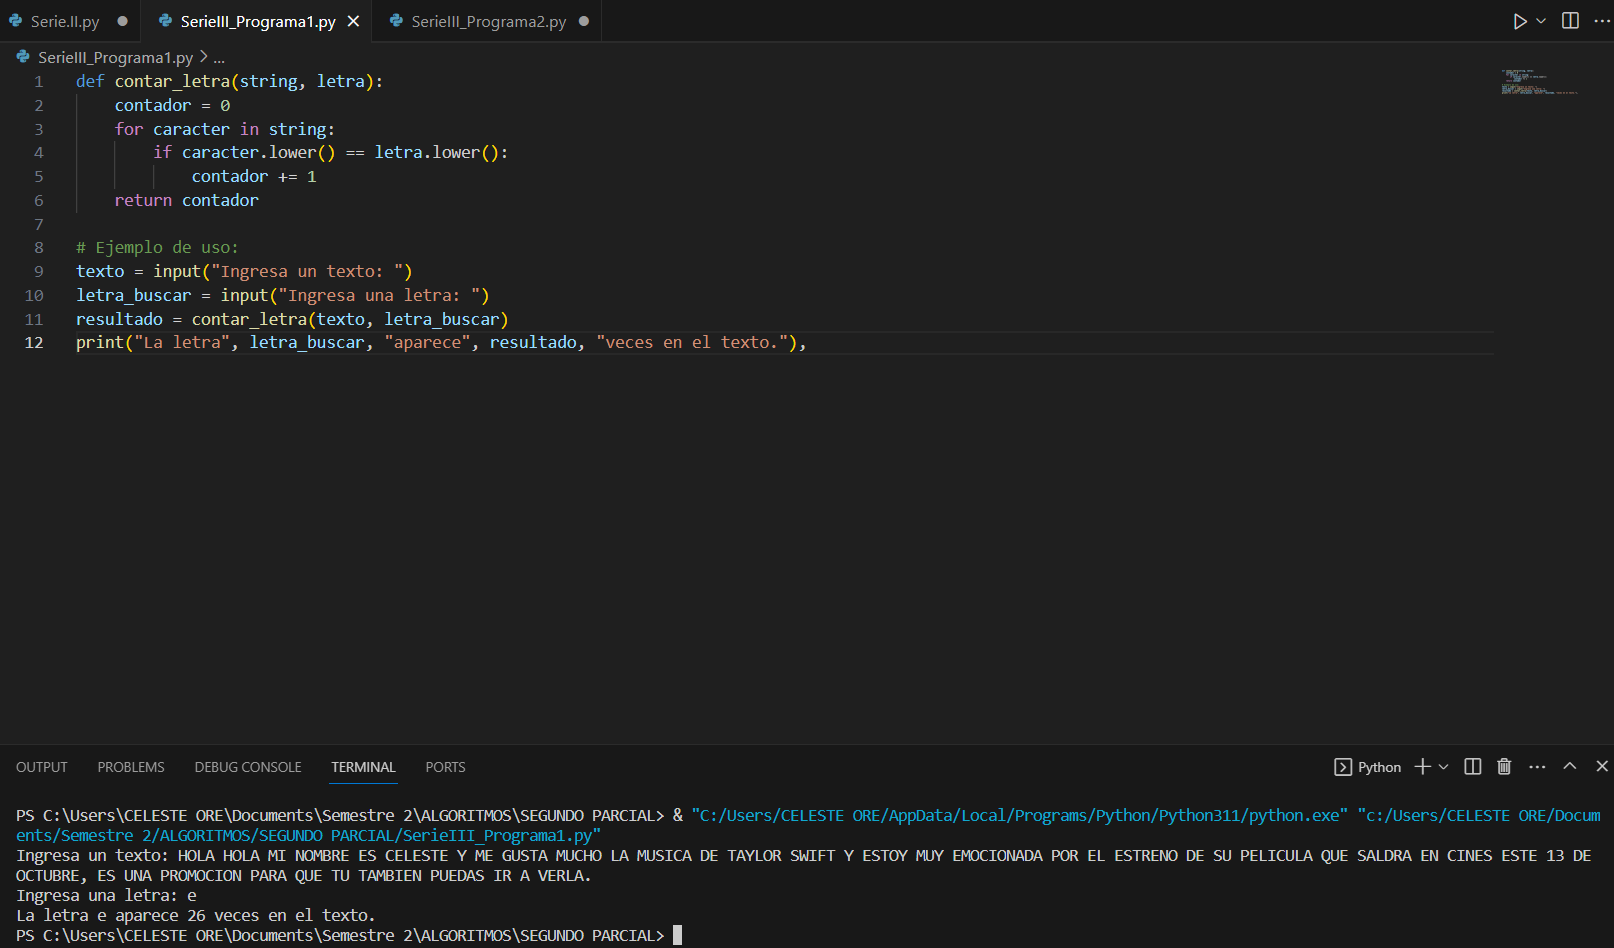 Serie.II.py ● SerieIII_Programa1.py SerieIII_Programa2.py ●
SerieIII_Programa1.py > ...
1 def contar_letra(string, letra):
2 contador = 0
3 for caracter in string:
4 if caracter.lower() == letra.lower():
5 contador += 1
6 return contador
7
8 # Ejemplo de uso:
9 texto = input("Ingresa un texto: ")
10 letra_buscar = input("Ingresa una letra: ")
11 resultado = contar_letra(texto, letra_buscar)
12 print("La letra", letra_buscar, "aparece", resultado, "veces en el texto."),
OUTPUT PROBLEMS DEBUG CONSOLE TERMINAL PORTS Python
PS C:\Users\CELESTE ORE\Documents\Semestre 2\ALGORITMOS\SEGUNDO PARCIAL> & "C:/Users/CELESTE ORE/AppData/Local/Programs/Python/Python311/python.exe" "c:/Users/CELESTE ORE/Docum
ents/Semestre 2/ALGORITMOS/SEGUNDO PARCIAL/SerieIII_Programa1.py"
Ingresa un texto: HOLA HOLA MI NOMBRE ES CELESTE Y ME GUSTA MUCHO LA MUSICA DE TAYLOR SWIFT Y ESTOY MUY EMOCIONADA POR EL ESTRENO DE SU PELICULA QUE SALDRA EN CINES ESTE 13 DE
OCTUBRE, ES UNA PROMOCION PARA QUE TU TAMBIEN PUEDAS IR A VERLA.
Ingresa una letra: e
La letra e aparece 26 veces en el texto.
PS C:\Users\CELESTE ORE\Documents\Semestre 2\ALGORITMOS\SEGUNDO PARCIAL>